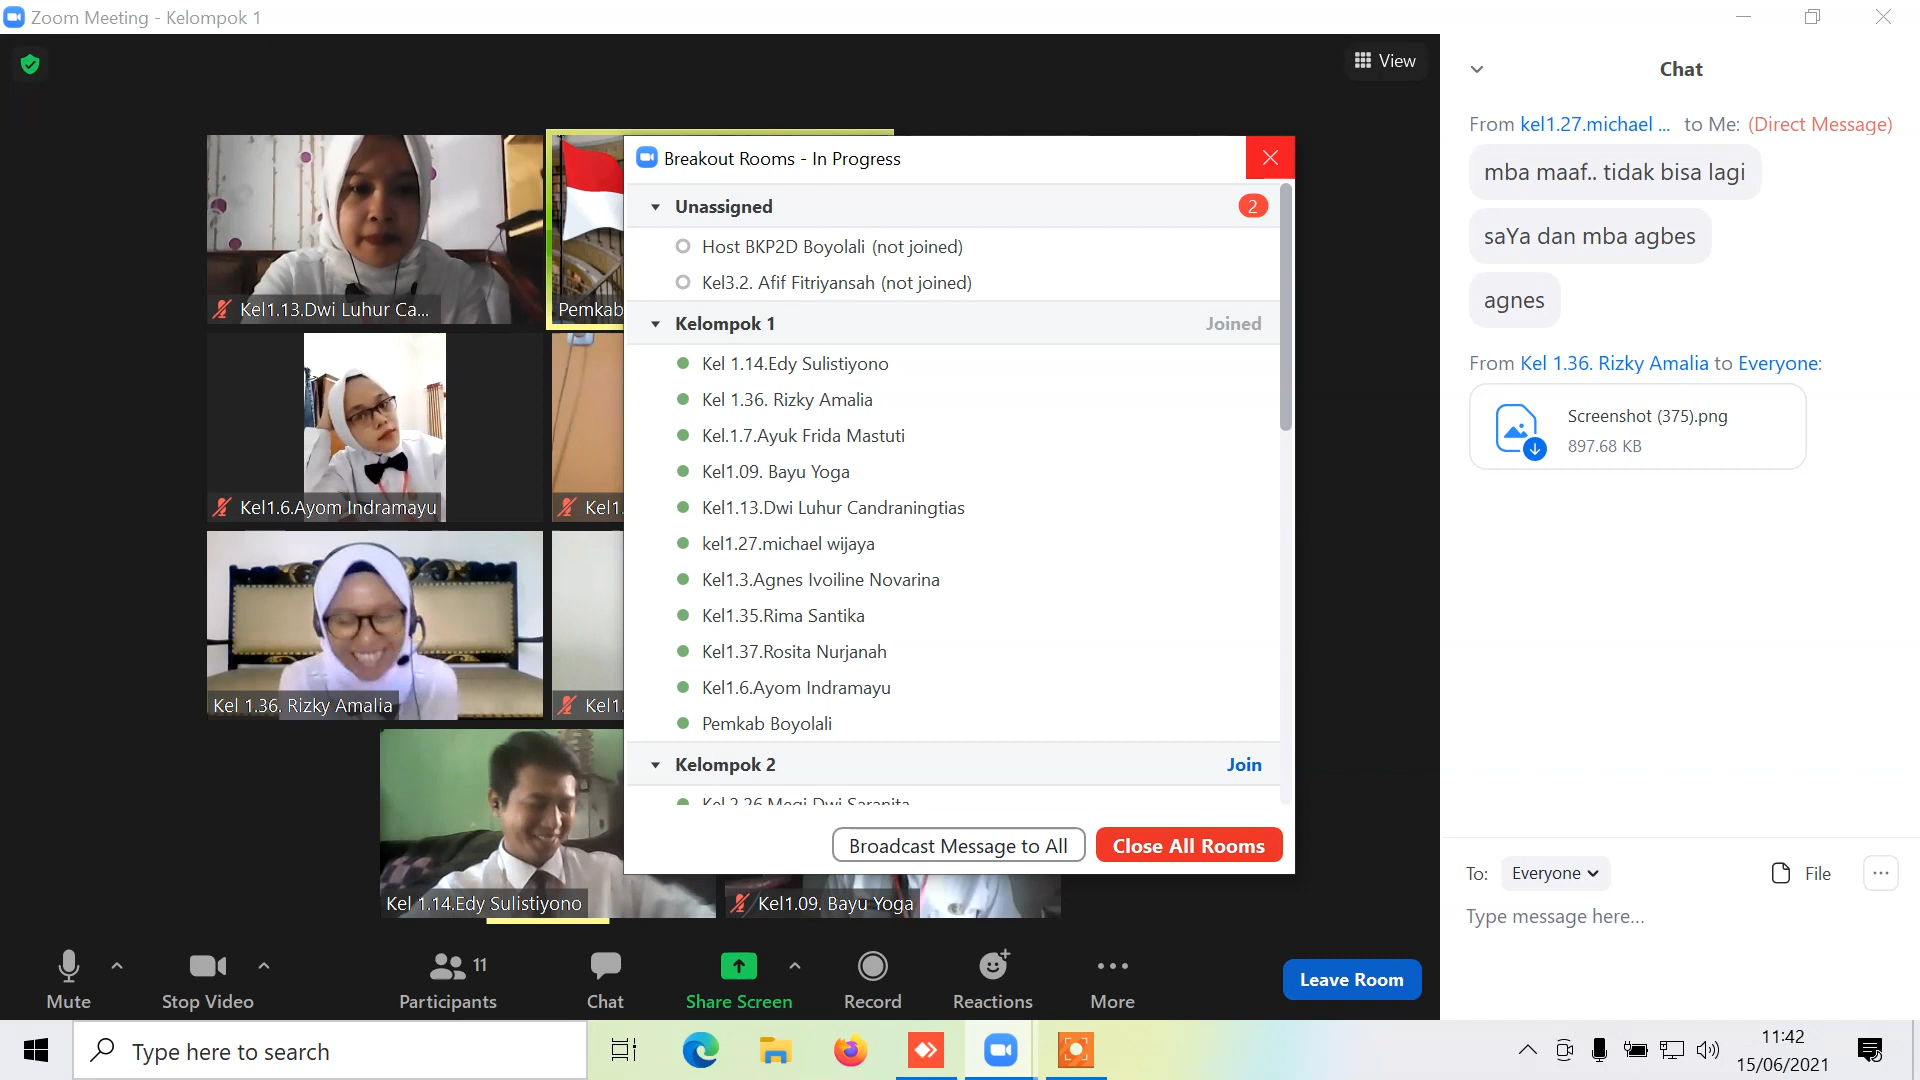 Zoom Meeting - Kelompok 1
View
Kel1.13.Dwi Luhur Ca...
Pemkab
Kel1.6.Ayom Indramayu
Kel1.
Kel 1.36. Rizky Amalia
Kel1.
Kel 1.14.Edy Sulistiyono
Kel1.09. Bayu Yoga
Breakout Rooms - In Progress
Unassigned
2
Host BKP2D Boyolali (not joined)
Kel3.2. Afif Fitriyansah (not joined)
Kelompok 1
Joined
Kel 1.14.Edy Sulistiyono
Kel 1.36. Rizky Amalia
Kel.1.7.Ayuk Frida Mastuti
Kel1.09. Bayu Yoga
Kel1.13.Dwi Luhur Candraningtias
kel1.27.michael wijaya
Kel1.3.Agnes Ivoiline Novarina
Kel1.35.Rima Santika
Kel1.37.Rosita Nurjanah
Kel1.6.Ayom Indramayu
Pemkab Boyolali
Kelompok 2
Join
Kel 2.26 Megi Dwi
Broadcast Message to All
Close All Rooms
Chat
From kel1.27.michael ... to Me: (Direct Message)
mba maaf.. tidak bisa lagi
saYa dan mba agbes
agnes
From Kel 1.36. Rizky Amalia to Everyone:
Screenshot (375).png
897.68 KB
To: Everyone
File
Type message here...
Mute
Stop Video
11
Participants
Chat
Share Screen
Record
Reactions
More
Leave Room
Type here to search
11:42
15/06/2021